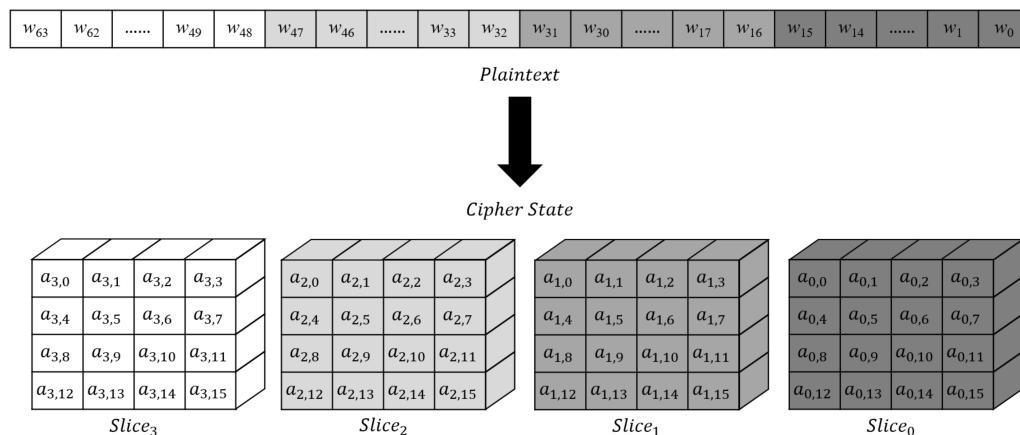 w63 w62 ...... w49 w48 w47 w46 ...... w33 w32 w31 w30 ...... w17 w16 w15 w14 ...... w1 w0
Plaintext
Cipher State
a3,0 a3,1 a3,2 a3,3 a2,0 a2,1 a2,2 a2,3 a1,0 a1,1 a1,2 a1,3 a0,0 a0,1 a0,2 a0,3
a3,4 a3,5 a3,6 a3,7 a2,4 a2,5 a2,6 a2,7 a1,4 a1,5 a1,6 a1,7 a0,4 a0,5 a0,6 a0,7
a3,8 a3,9 a3,10 a3,11 a2,8 a2,9 a2,10 a2,11 a1,8 a1,9 a1,10 a1,11 a0,8 a0,9 a0,10 a0,11
a3,12 a3,13 a3,14 a3,15 a2,12 a2,13 a2,14 a2,15 a1,12 a1,13 a1,14 a1,15 a0,12 a0,13 a0,14 a0,15
Slice3 Slice2 Slice1 Slice0